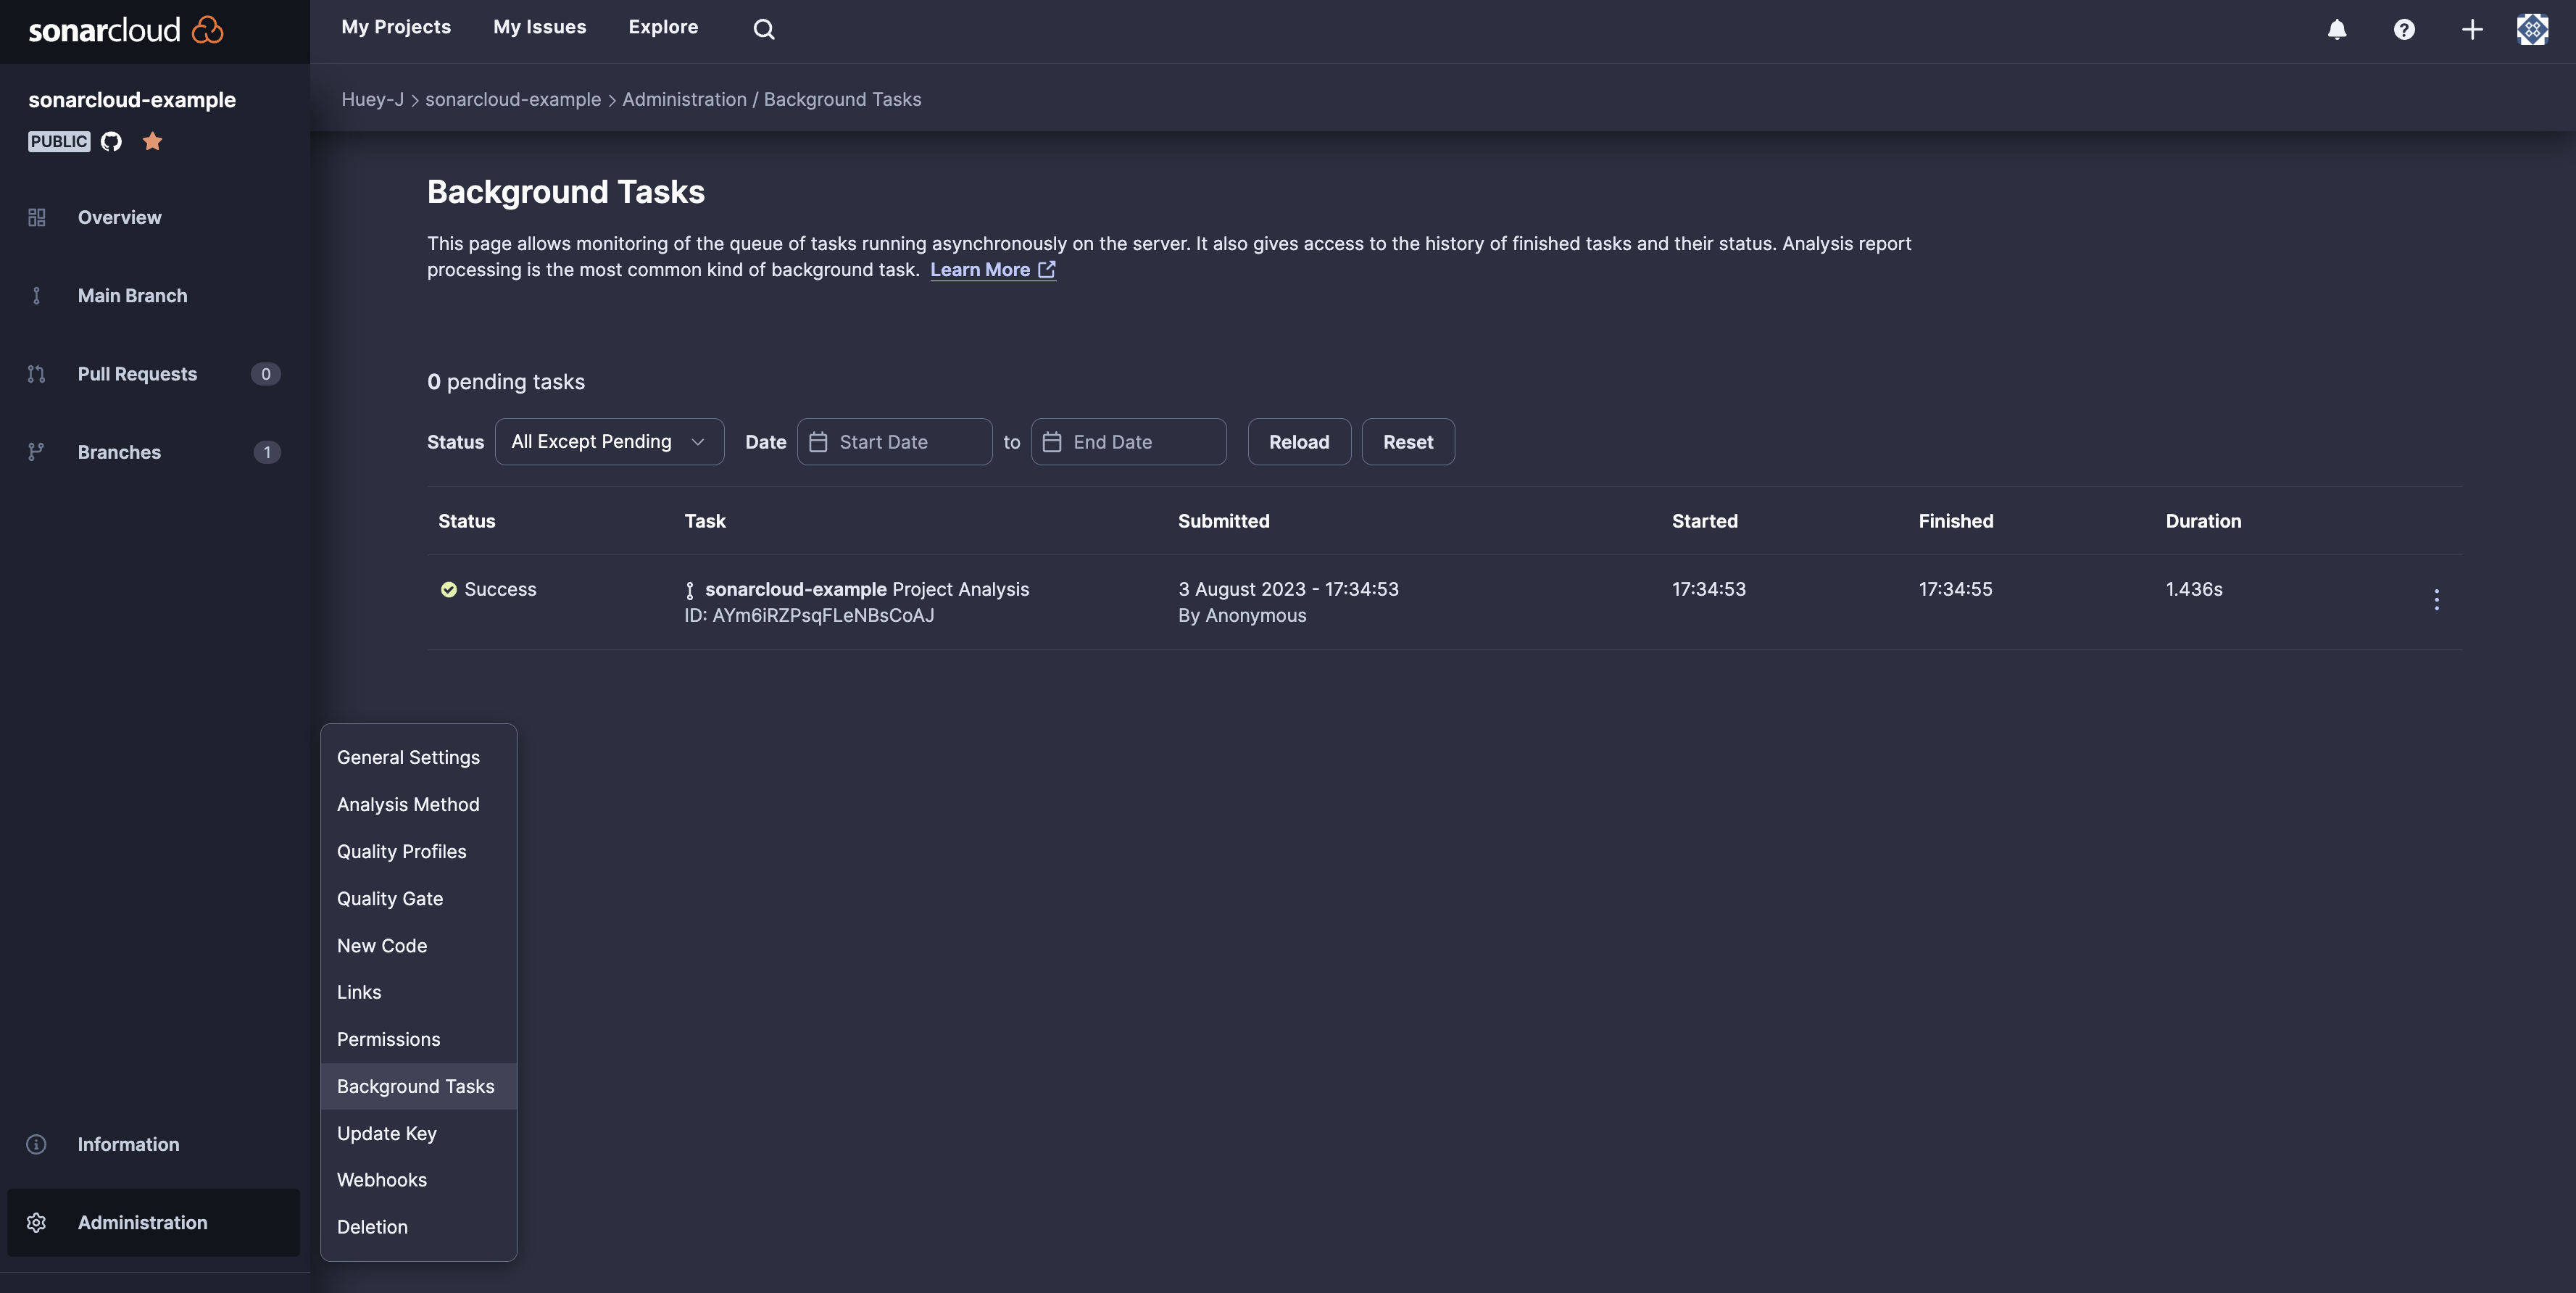 sonarcloud
My Projects My Issues Explore
sonarcloud-example
PUBLIC
Overview
Main Branch
Pull Requests 0
Branches 1
Information
Administration
Huey-J > sonarcloud-example > Administration / Background Tasks
Background Tasks
This page allows monitoring of the queue of tasks running asynchronously on the server. It also gives access to the history of finished tasks and their status. Analysis report
processing is the most common kind of background task. Learn More
0 pending tasks
Status All Except Pending Date Start Date to End Date Reload Reset
Status Task Submitted Started Finished Duration
Success sonarcloud-example Project Analysis 3 August 2023 - 17:34:53 17:34:53 17:34:55 1.436s
ID: AYm6iRZPsqFLeNBsCoAJ By Anonymous
General Settings
Analysis Method
Quality Profiles
Quality Gate
New Code
Links
Permissions
Background Tasks
Update Key
Webhooks
Deletion